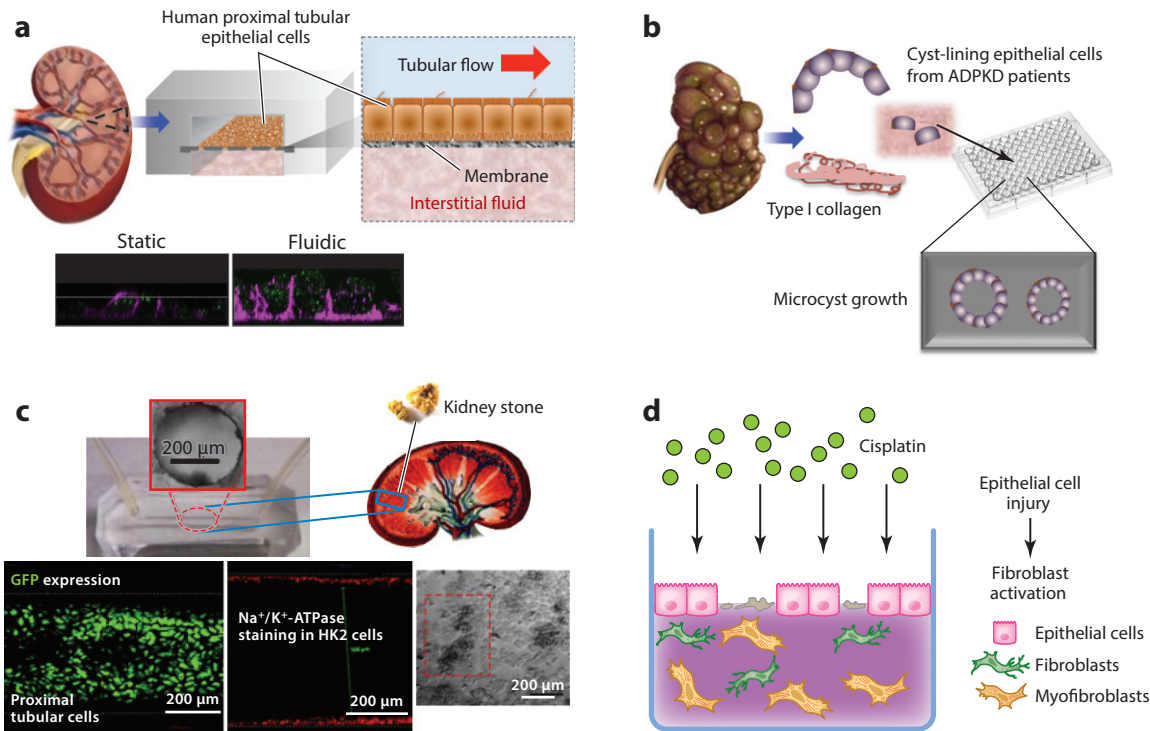 a
Human proximal tubular
epithelial cells
Tubular flow
Membrane
Interstitial fluid
Static
Fluidic
b
Cyst-lining epithelial cells
from ADPKD patients
Type I collagen
Microcyst growth
c
200 μm
Kidney stone
GFP expression
Proximal
tubular cells
200 μm
Na⁺/K⁺-ATPase
staining in HK2 cells
200 μm
200 μm
d
Cisplatin
Epithelial cell
injury
Fibroblast
activation
Epithelial cells
Fibroblasts
Myofibroblasts